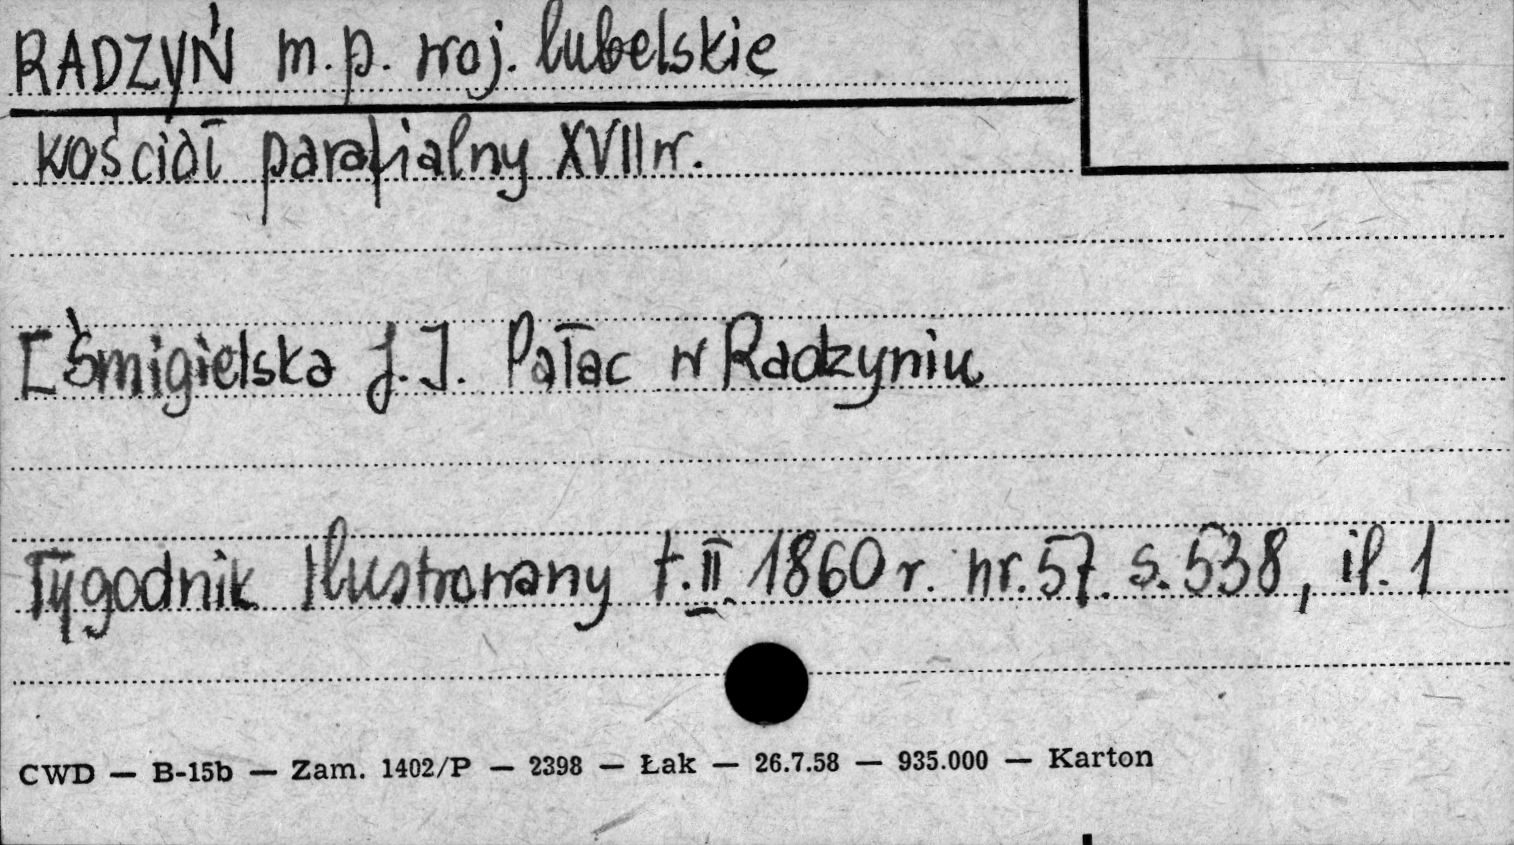 RADZYŃ m.p. woj. lubelskie
kościół parafialny XVII w.
[Śmigielska J.J. Pałac w Radzyniu
Tygodnik Ilustrowany t.II. 1860 r. nr.57. s.538, il. 1
CWD — B-15b — Zam. 1402/P — 2398 — Łak — 26.7.58 — 935.000 — Karton